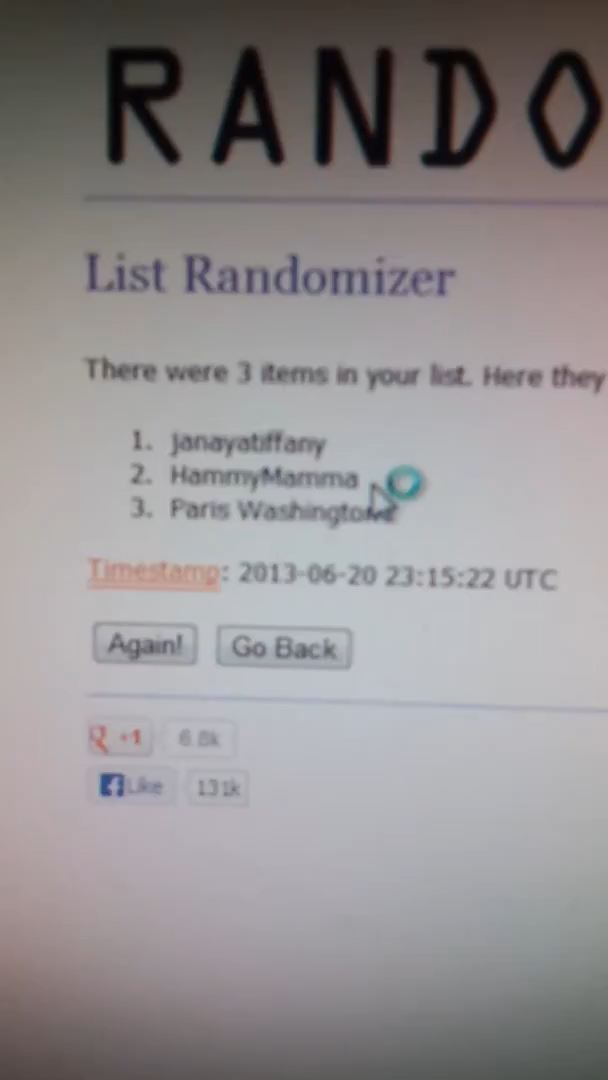 RANDO
List Randomizer
There were 3 items in your list. Here they
1. janayatiffany
2. HammyMamma
3. Paris Washington
Timestamp: 2013-06-20 23:15:22 UTC
Again! Go Back
+1 6.8k
Like 131k